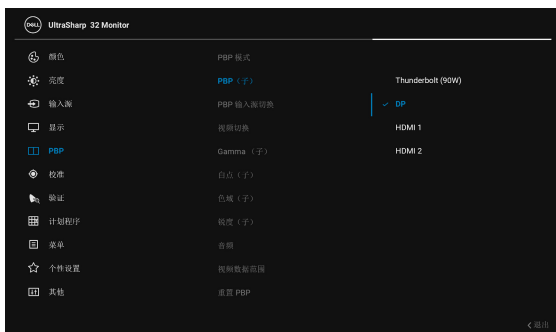 DELL UltraSharp 32 Monitor
颜色
亮度
输入源
显示
PBP
校准
验证
计划程序
菜单
个性设置
其他
PBP 模式
PBP（子）
PBP 输入源切换
视频切换
Gamma （子）
白点（子）
色域（子）
锐度（子）
音频
视频数据范围
重置 PBP
Thunderbolt (90W)
DP
HDMI 1
HDMI 2
退出